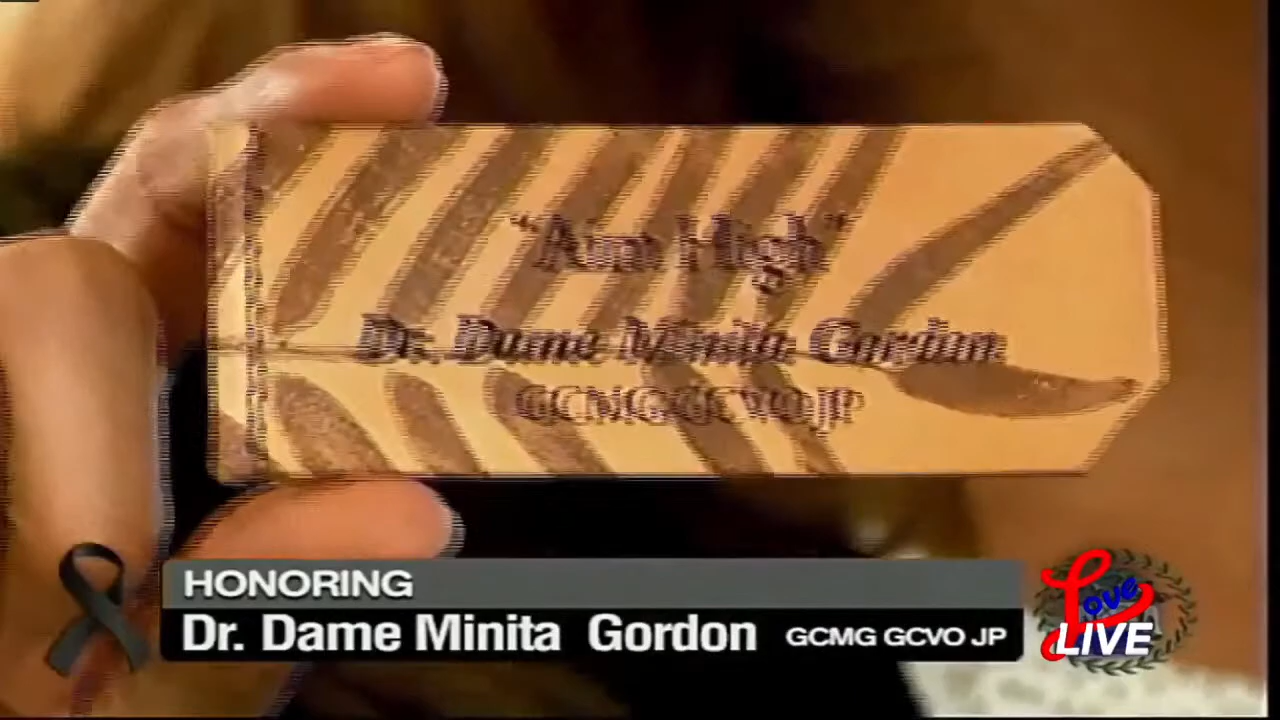 "Aim High"
Dr. Dame Minita Gordon
GCMG GCVO JP
HONORING
Dr. Dame Minita Gordon GCMG GCVO JP
Love
LIVE